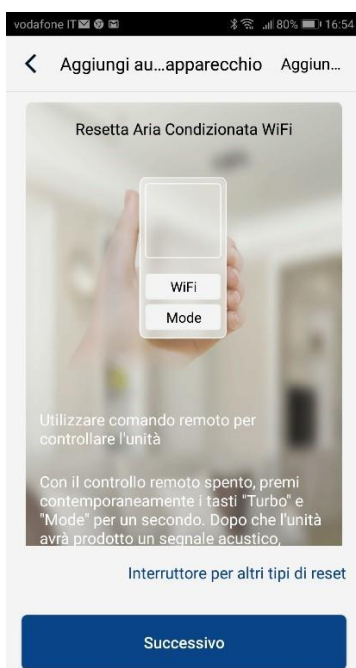 vodafone IT 80% 16:54
Aggiungi au...apparecchio Aggiun...
Resetta Aria Condizionata WiFi
WiFi
Mode
Utilizzare comando remoto per
controllare l'unità
Con il controllo remoto spento, premi
contemporaneamente i tasti "Turbo" e
"Mode" per un secondo. Dopo che l'unità
avrà prodotto un segnale acustico,
Interruttore per altri tipi di reset
Successivo